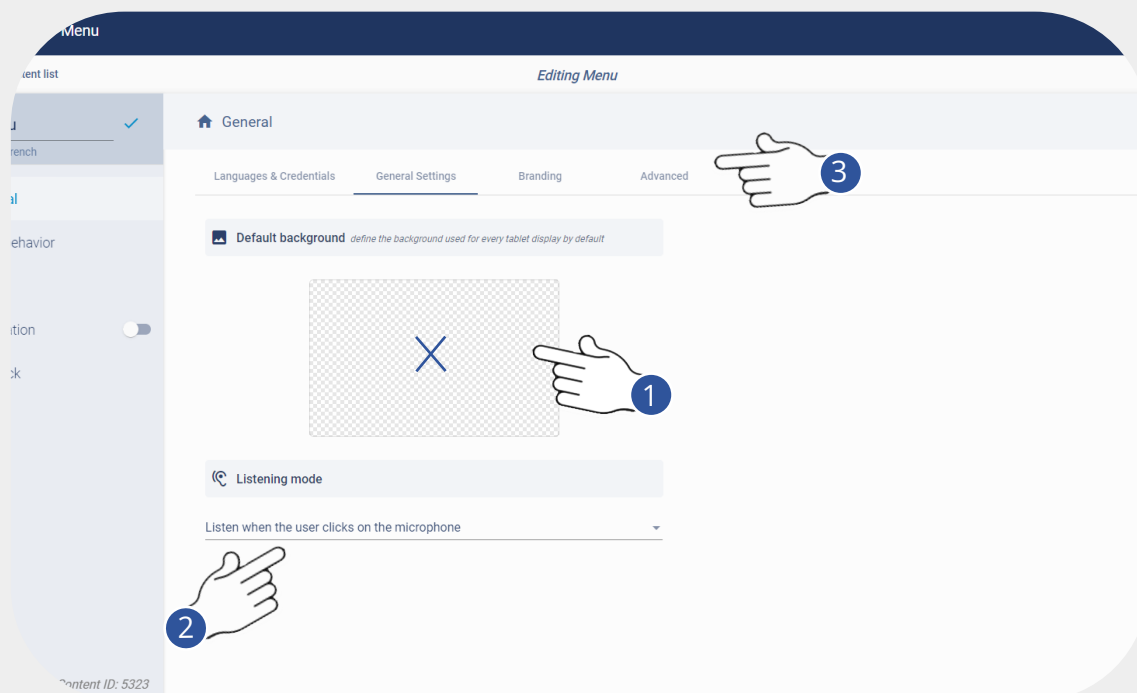 Menu
tent list
Editing Menu
u
rench
General
Languages & Credentials General Settings Branding Advanced
3
al
ehavior
Default background define the background used for every tablet display by default
ation
1
ck
Listening mode
Listen when the user clicks on the microphone
2
Content ID: 5323